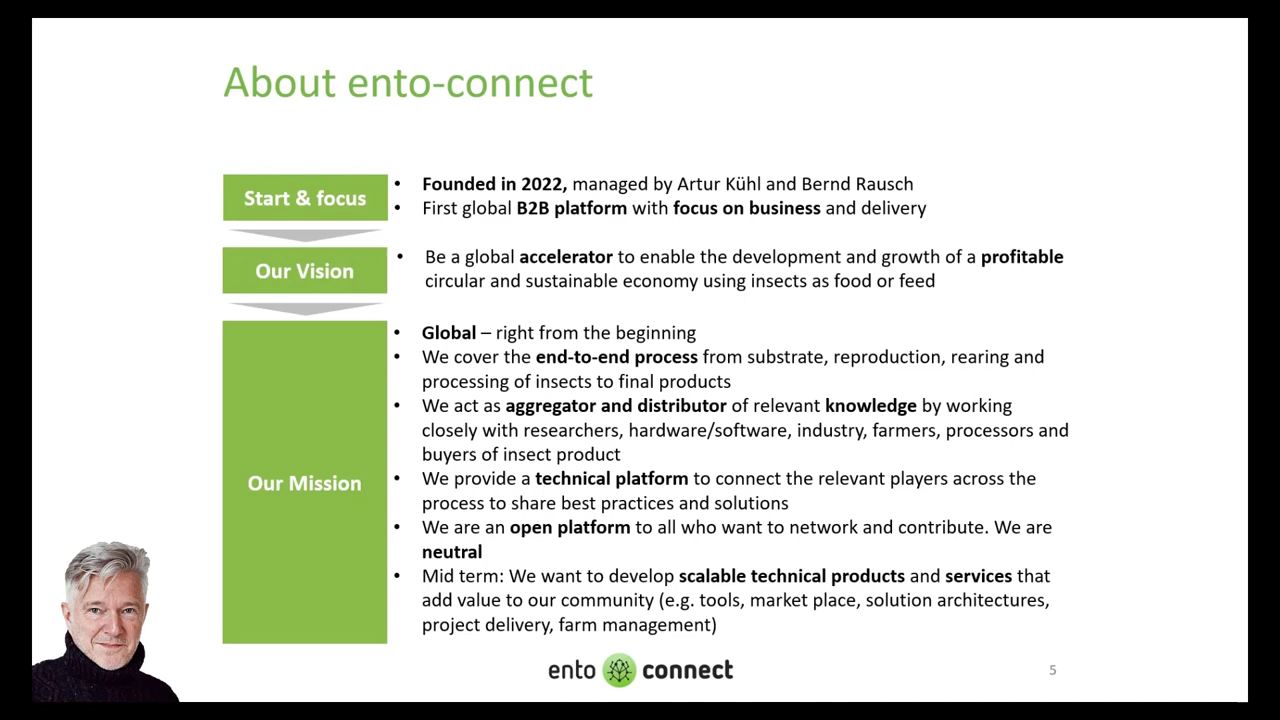 About ento-connect
Start & focus
• Founded in 2022, managed by Artur Kühl and Bernd Rausch
• First global B2B platform with focus on business and delivery
Our Vision
• Be a global accelerator to enable the development and growth of a profitable
circular and sustainable economy using insects as food or feed
Our Mission
• Global – right from the beginning
• We cover the end-to-end process from substrate, reproduction, rearing and
processing of insects to final products
• We act as aggregator and distributor of relevant knowledge by working
closely with researchers, hardware/software, industry, farmers, processors and
buyers of insect product
• We provide a technical platform to connect the relevant players across the
process to share best practices and solutions
• We are an open platform to all who want to network and contribute. We are
neutral
• Mid term: We want to develop scalable technical products and services that
add value to our community (e.g. tools, market place, solution architectures,
project delivery, farm management)
ento connect
5